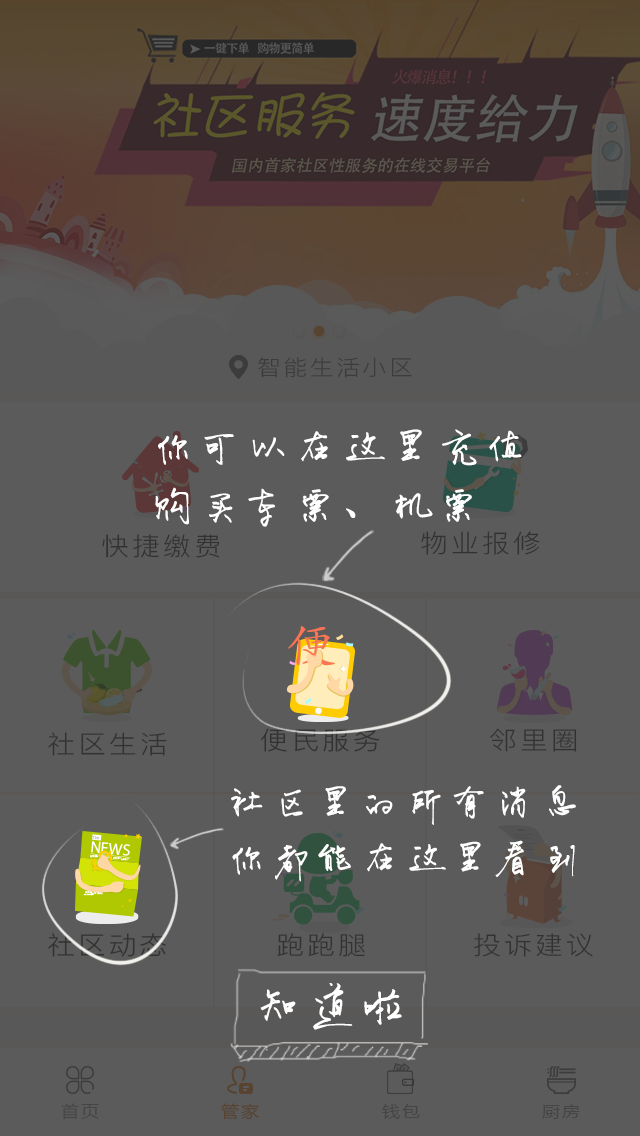 一键下单 购物更简单
火爆消息！！！
社区服务 速度给力
国内首家社区性服务的在线交易平台
智能生活小区
你可以在这里充值
购买车票、机票
快捷缴费
物业报修
便
社区生活
便民服务
邻里圈
社区里的所有消息
你都能在这里看到
THE
NEWS
社区动态
跑跑腿
投诉建议
知道啦
首页
管家
钱包
厨房